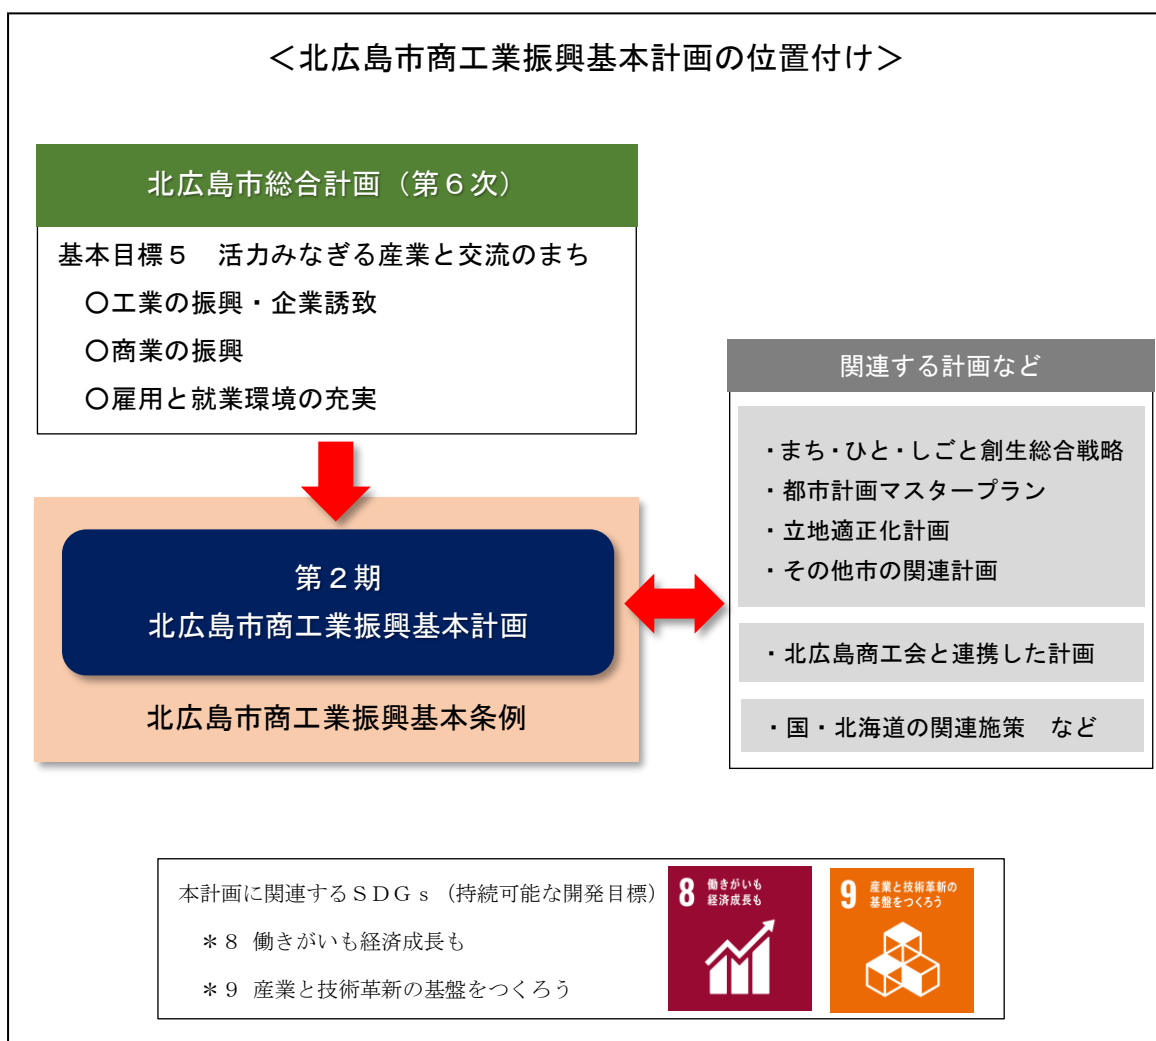 ＜北広島市商工業振興基本計画の位置付け＞
北広島市総合計画（第６次）
基本目標５　活力みなぎる産業と交流のまち
〇工業の振興・企業誘致
〇商業の振興
〇雇用と就業環境の充実
第２期
北広島市商工業振興基本計画
北広島市商工業振興基本条例
関連する計画など
・まち・ひと・しごと創生総合戦略
・都市計画マスタープラン
・立地適正化計画
・その他市の関連計画
・北広島商工会と連携した計画
・国・北海道の関連施策　など
本計画に関連するＳＤＧｓ（持続可能な開発目標）
＊８ 働きがいも経済成長も
＊９ 産業と技術革新の基盤をつくろう
8 働きがいも
経済成長も
9 産業と技術革新の
基盤をつくろう